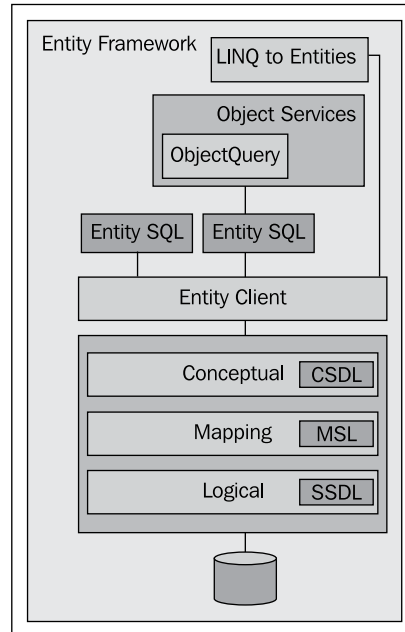 Entity Framework
LINQ to Entities
Object Services
ObjectQuery
Entity SQL
Entity SQL
Entity Client
Conceptual
CSDL
Mapping
MSL
Logical
SSDL